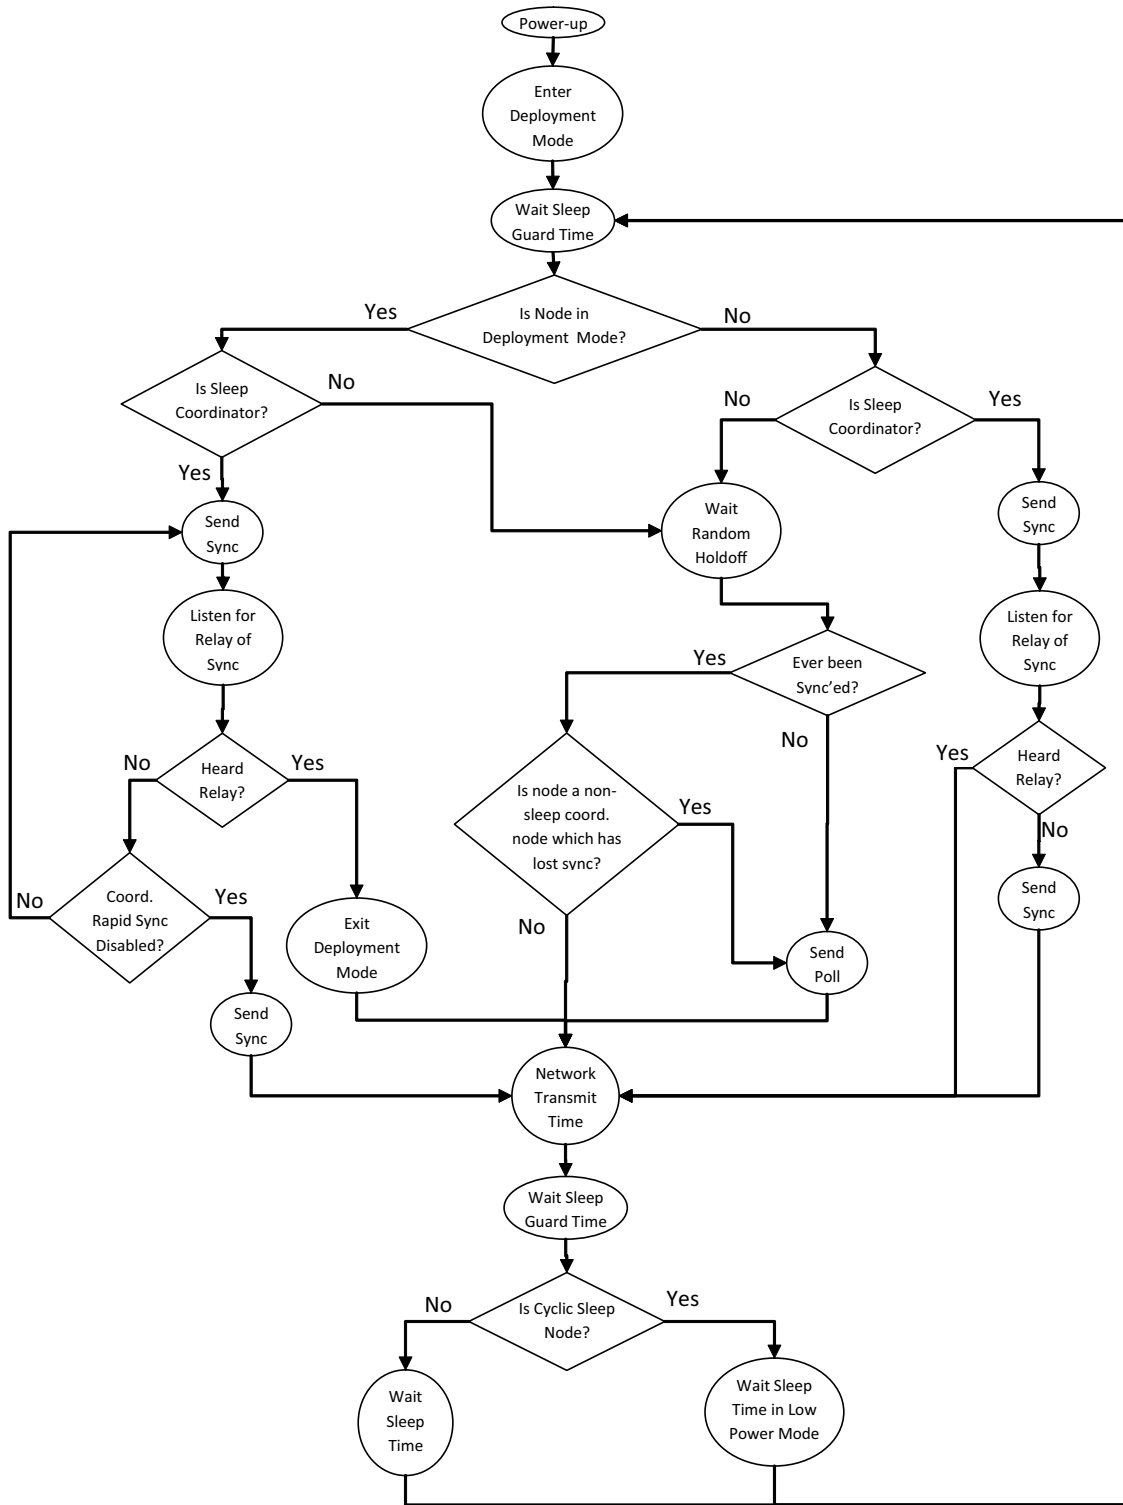 Power-up
Enter
Deployment
Mode
Wait Sleep
Guard Time
Yes
Is Node in
Deployment  Mode?
No
Is Sleep
Coordinator?
No
Yes
No
Is Sleep
Coordinator?
Yes
Send
Sync
Wait
Random
Holdoff
Send
Sync
Listen for
Relay of
Sync
Listen for
Relay of
Sync
Yes
Ever been
Sync'ed?
No
No
Heard
Relay?
Yes
Is node a non-
sleep coord.
node which has
lost sync?
Yes
No
Yes
Heard
Relay?
No
No
Coord.
Rapid Sync
Disabled?
Yes
Exit
Deployment
Mode
Send
Poll
Send
Sync
Send
Sync
Network
Transmit
Time
Wait Sleep
Guard Time
No
Is Cyclic Sleep
Node?
Yes
Wait
Sleep
Time
Wait Sleep
Time in Low
Power Mode